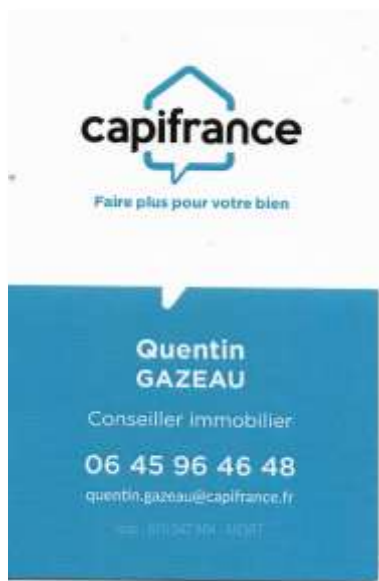 capifrance
Faire plus pour votre bien
Quentin
GAZEAU
Conseiller immobilier
06 45 96 46 48
quentin.gazeau@capifrance.fr